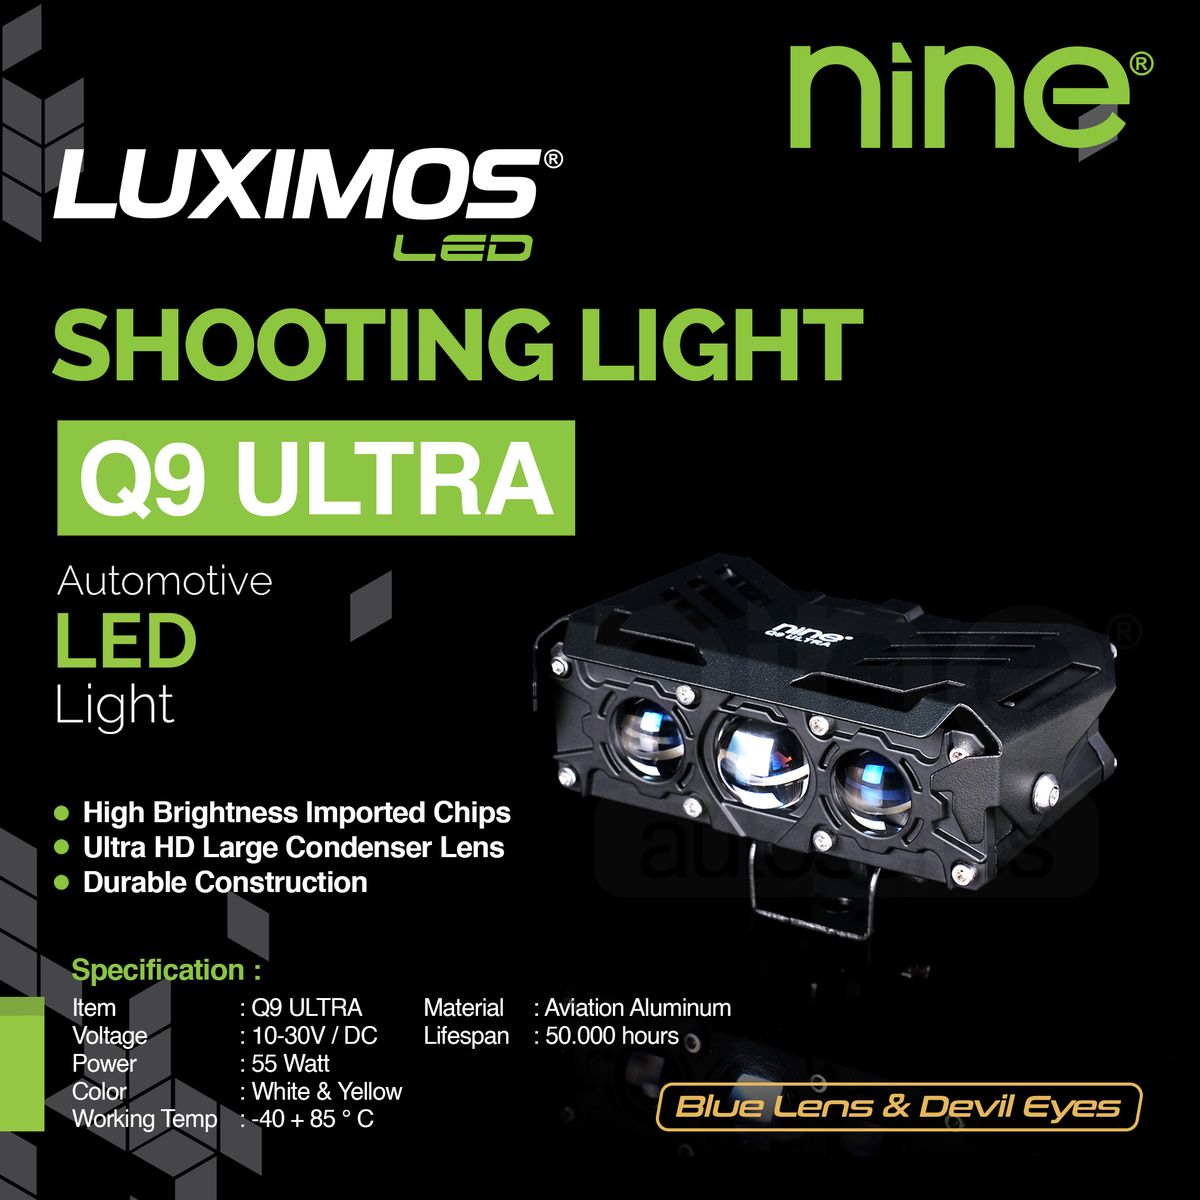 nine®
LUXIMOS®
LED
SHOOTING LIGHT
Q9 ULTRA
Automotive
LED
Light
nine®
Q9 ULTRA
• High Brightness Imported Chips
• Ultra HD Large Condenser Lens
• Durable Construction
Specification :
Item : Q9 ULTRA
Voltage : 10-30V / DC
Power : 55 Watt
Color : White & Yellow
Working Temp : -40 + 85 ° C
Material : Aviation Aluminum
Lifespan : 50.000 hours
Blue Lens & Devil Eyes